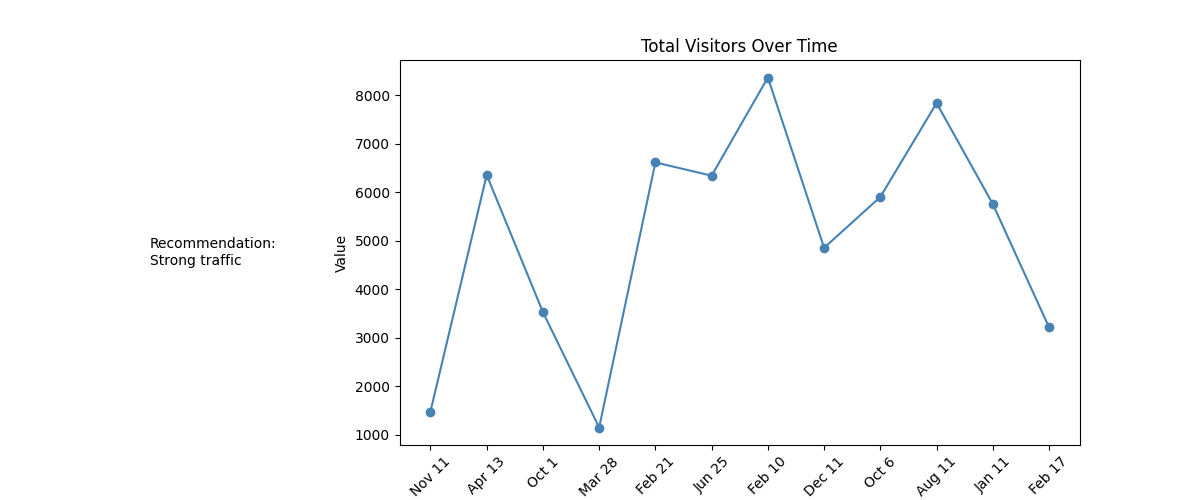 Total Visitors Over Time
Recommendation:
Strong traffic
Value
8000
7000
6000
5000
4000
3000
2000
1000
Nov 11
Apr 13
Oct 1
Mar 28
Feb 21
Jun 25
Feb 10
Dec 11
Oct 6
Aug 11
Jan 11
Feb 17